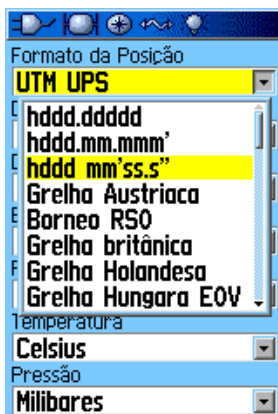 Formato da Posição
UTM UPS
hddd.ddddd
hddd.mm.mmm'
hddd mm'ss.s"
Grelha Austriaca
Borneo RSO
Grelha britânica
Grelha Holandesa
Grelha Hungara EOV
Temperatura
Celsius
Pressão
Milibares